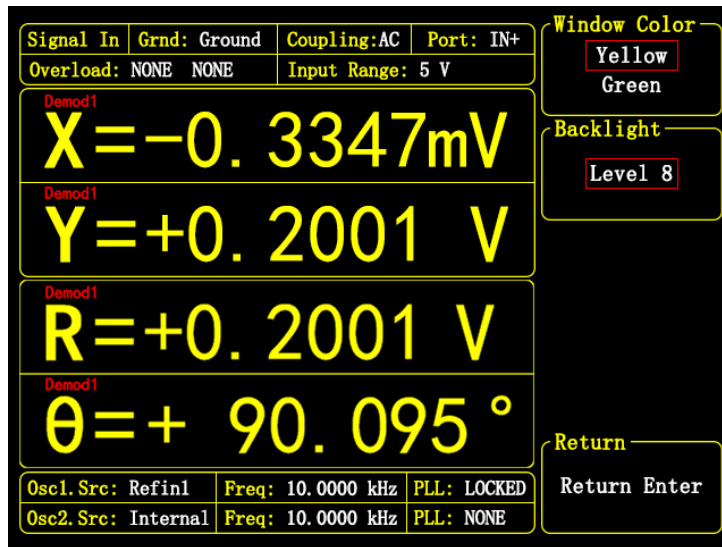 Signal In Grnd: Ground Coupling:AC Port: IN+
Overload: NONE NONE Input Range: 5 V
Demod1
X=-0.3347mV
Demod1
Y=+0.2001 V
Demod1
R=+0.2001 V
Demod1
θ=+ 90.095°
Osc1.Src: Refin1 Freq: 10.0000 kHz PLL: LOCKED
Osc2.Src: Internal Freq: 10.0000 kHz PLL: NONE
Window Color
Yellow
Green
Backlight
Level 8
Return
Return Enter